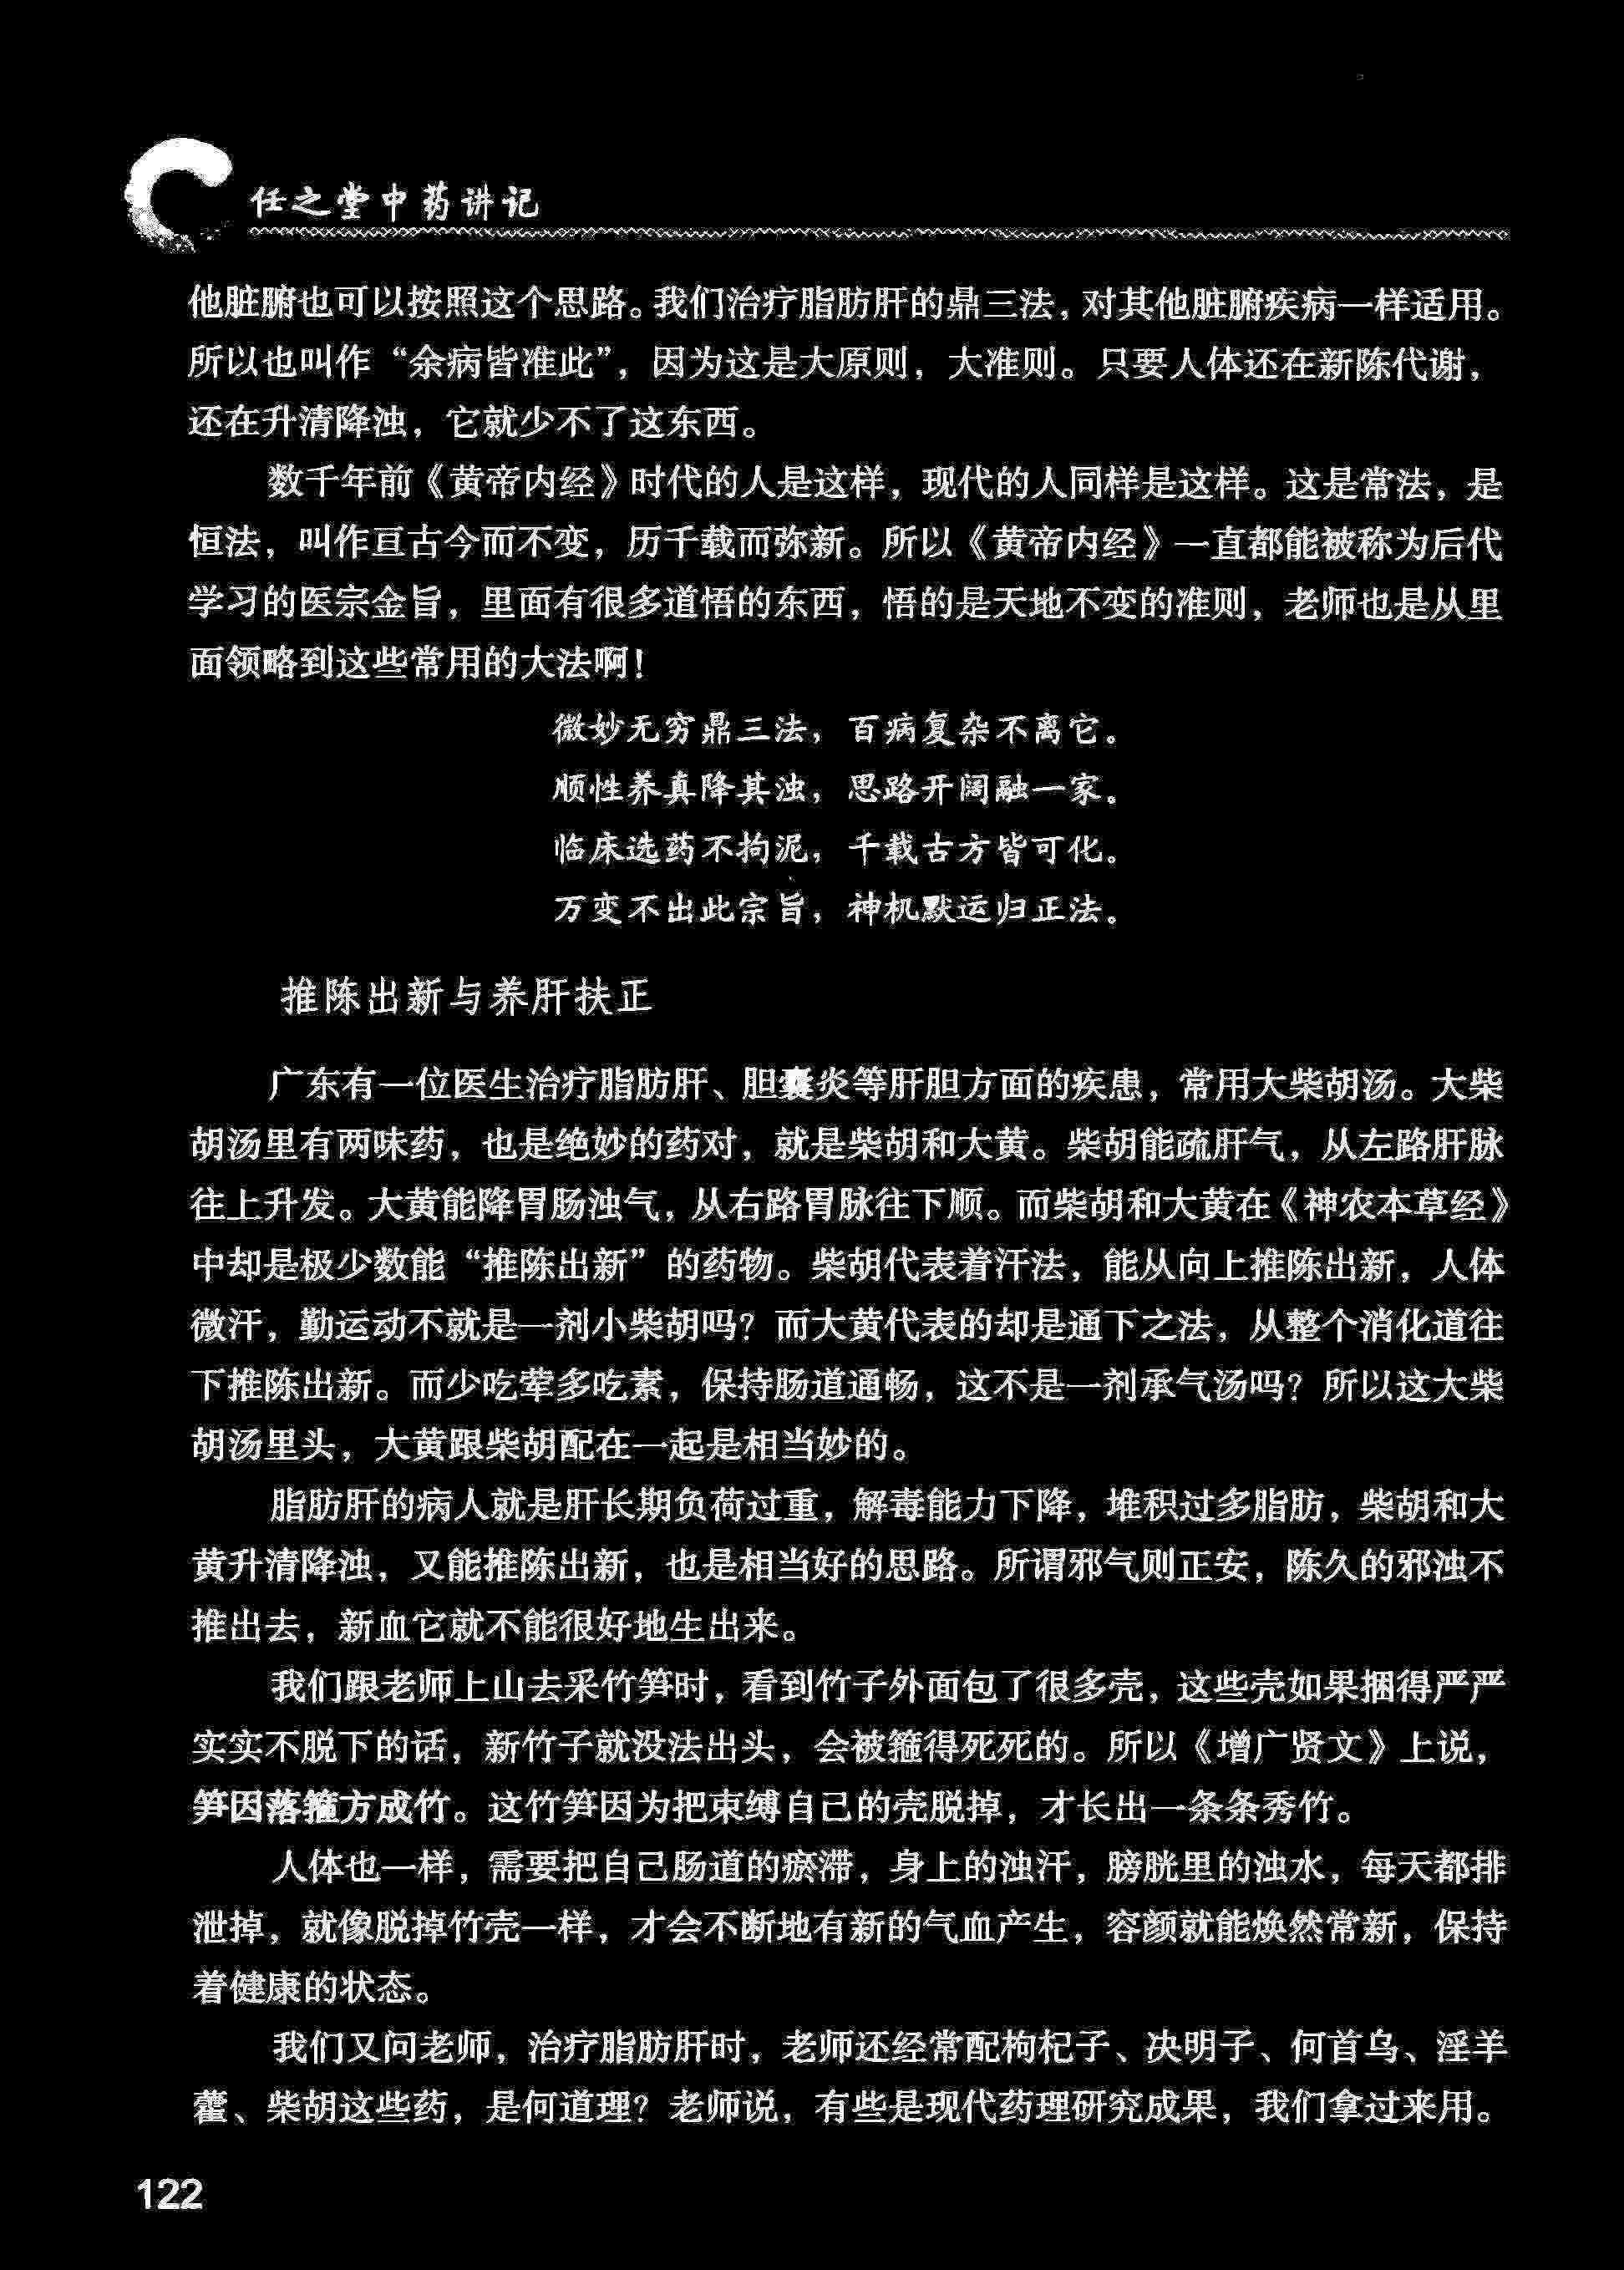 任之堂中药讲记
他脏腑也可以按照这个思路。我们治疗脂肪肝的鼎三法，对其他脏腑疾病一样适用。
所以也叫作“余病皆准此”，因为这是大原则，大准则。只要人体还在新陈代谢，
还在升清降浊，它就少不了这东西。
数千年前《黄帝内经》时代的人是这样，现代的人同样是这样。这是常法，是
恒法，叫作亘古今而不变，历千载而弥新。所以《黄帝内经》一直都能被称为后代
学习的医宗金旨，里面有很多道悟的东西，悟的是天地不变的准则，老师也是从里
面领略到这些常用的大法啊！
微妙无穷鼎三法，百病复杂不离它。
顺性养真降其浊，思路开阔融一家。
临床选药不拘泥，千载古方皆可化。
万变不出此宗旨，神机默运归正法。
推陈出新与养肝扶正
广东有一位医生治疗脂肪肝、胆囊炎等肝胆方面的疾患，常用大柴胡汤。大柴
胡汤里有两味药，也是绝妙的药对，就是柴胡和大黄。柴胡能疏肝气，从左路肝脉
往上升发。大黄能降胃肠浊气，从右路胃脉往下顺。而柴胡和大黄在《神农本草经》
中却是极少数能“推陈出新”的药物。柴胡代表着汗法，能从向上推陈出新，人体
微汗，勤运动不就是一剂小柴胡吗？而大黄代表的却是通下之法，从整个消化道往
下推陈出新。而少吃荤多吃素，保持肠道通畅，这不是一剂承气汤吗？所以这大柴
胡汤里头，大黄跟柴胡配在一起是相当妙的。
脂肪肝的病人就是肝长期负荷过重，解毒能力下降，堆积过多脂肪，柴胡和大
黄升清降浊，又能推陈出新，也是相当好的思路。所谓邪气则正安，陈久的邪浊不
推出去，新血它就不能很好地生出来。
我们跟老师上山去采竹笋时，看到竹子外面包了很多壳，这些壳如果捆得严严
实实不脱下的话，新竹子就没法出头，会被箍得死死的。所以《增广贤文》上说，
笋因落箍方成竹。这竹笋因为把束缚自己的壳脱掉，才长出一条条秀竹。
人体也一样，需要把自己肠道的瘀滞，身上的浊汗，膀胱里的浊水，每天都排
泄掉，就像脱掉竹壳一样，才会不断地有新的气血产生，容颜就能焕然常新，保持
着健康的状态。
我们又问老师，治疗脂肪肝时，老师还经常配枸杞子、决明子、何首乌、淫羊
藿、柴胡这些药，是何道理？老师说，有些是现代药理研究成果，我们拿过来用。
122